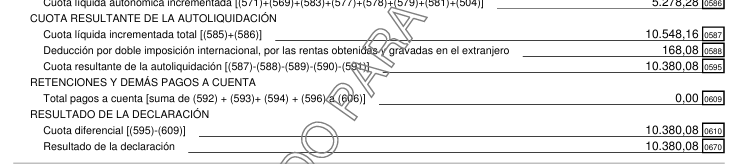 Cuota líquida autonómica incrementada [(571)+(569)+(583)+(577)+(578)+(579)+(581)+(504)] 5.278,28 0586
CUOTA RESULTANTE DE LA AUTOLIQUIDACIÓN
Cuota líquida incrementada total [(585)+(586)] 10.548,16 0587
Deducción por doble imposición internacional, por las rentas obtenidas y gravadas en el extranjero 168,08 0588
Cuota resultante de la autoliquidación [(587)-(588)-(589)-(590)-(591)] 10.380,08 0595
RETENCIONES Y DEMÁS PAGOS A CUENTA
Total pagos a cuenta [suma de (592) + (593)+ (594) + (596) a (606)] 0,00 0609
RESULTADO DE LA DECLARACIÓN
Cuota diferencial [(595)-(609)] 10.380,08 0610
Resultado de la declaración 10.380,08 0670
DO PARA